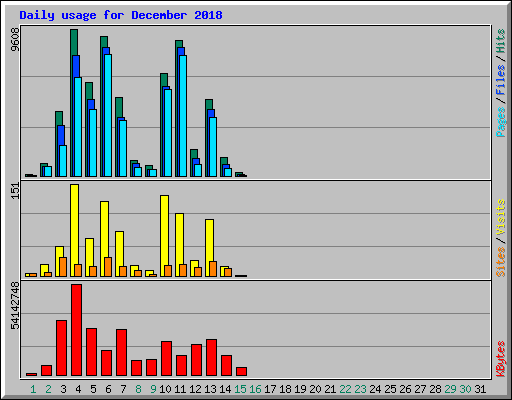 Daily usage for December 2018
9608
Pages / Files / Hits
151
Sites / Visits
54142748
KBytes
1 2 3 4 5 6 7 8 9 10 11 12 13 14 15 16 17 18 19 20 21 22 23 24 25 26 27 28 29 30 31